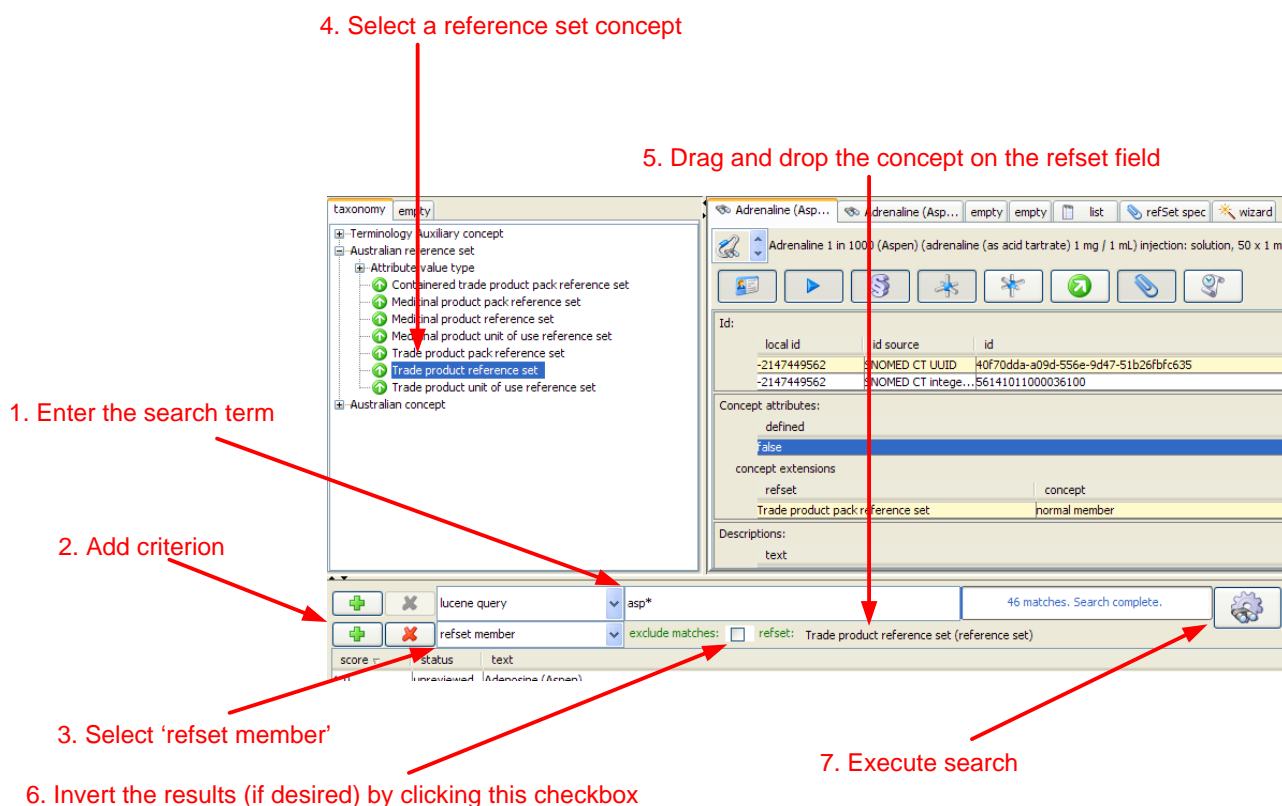 4. Select a reference set concept
5. Drag and drop the concept on the refset field
taxonomy empty
Terminology Auxiliary concept
Australian reference set
Attribute value type
Containered trade product pack reference set
Medicinal product pack reference set
Medicinal product reference set
Medicinal product unit of use reference set
Trade product pack reference set
Trade product reference set
Trade product unit of use reference set
Australian concept
Adrenaline (Asp... Adrenaline (Asp... empty empty list refSet spec wizard
Adrenaline 1 in 1000 (Aspen) (adrenaline (as acid tartrate) 1 mg / 1 mL) injection: solution, 50 x 1 m
Id:
local id id source id
-2147449562 SNOMED CT UUID 40f70dda-a09d-556e-9d47-51b26fbfc635
-2147449562 SNOMED CT intege... 56141011000036100
Concept attributes:
defined
false
concept extensions
refset concept
Trade product pack reference set normal member
Descriptions:
text
1. Enter the search term
2. Add criterion
lucene query asp* 46 matches. Search complete.
refset member exclude matches: refset: Trade product reference set (reference set)
score status text
unreviewed Adenosine (Aspen)
3. Select ‘refset member’
7. Execute search
6. Invert the results (if desired) by clicking this checkbox